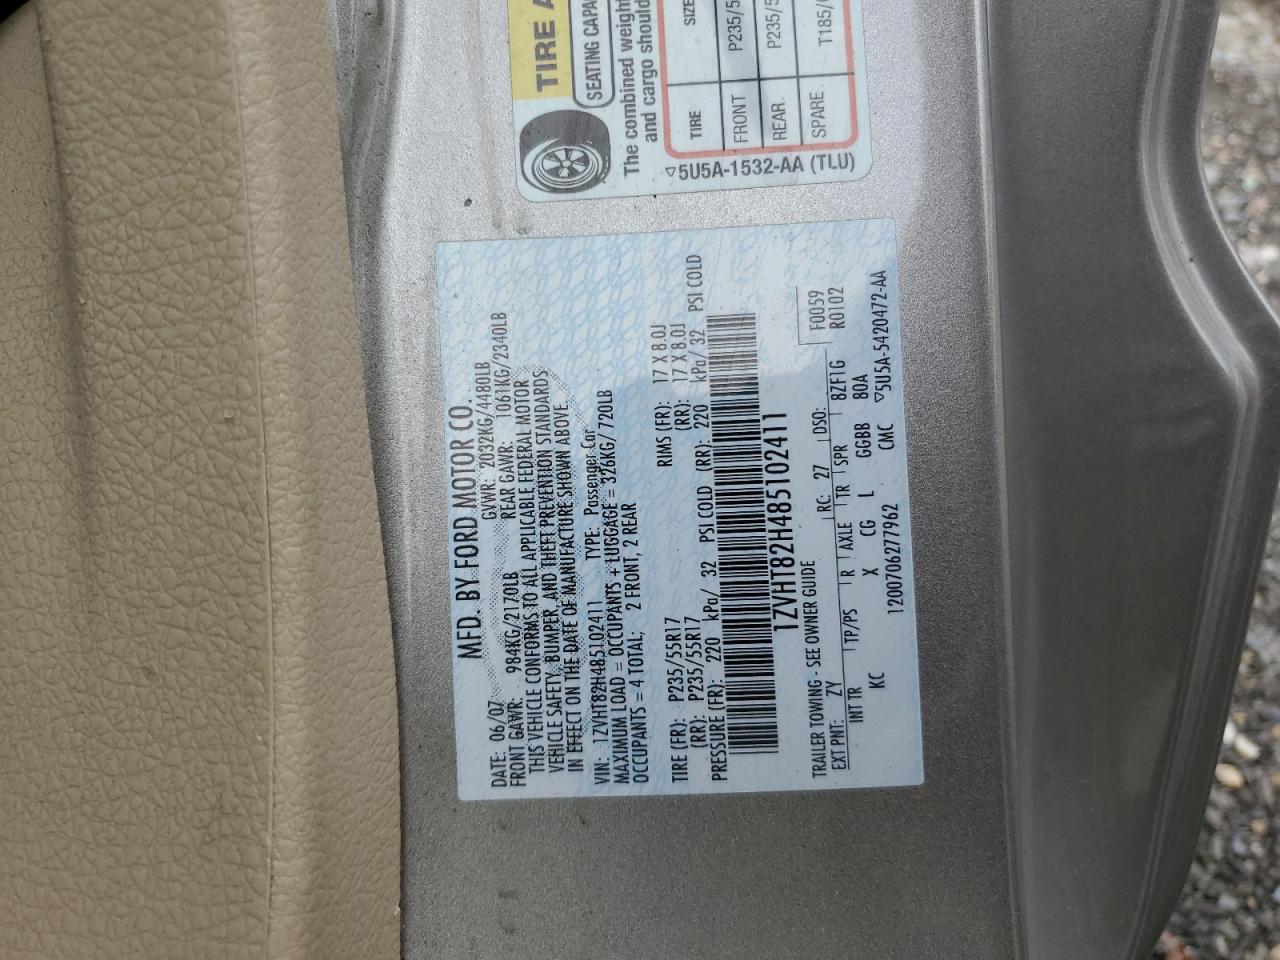 MFD. BY FORD MOTOR CO.
DATE: 06/07 GVWR: 2032KG/4480LB
FRONT GAWR: 984KG/2170LB REAR GAWR: 1061KG/2340LB
THIS VEHICLE CONFORMS TO ALL APPLICABLE FEDERAL MOTOR
VEHICLE SAFETY, BUMPER, AND THEFT PREVENTION STANDARDS
IN EFFECT ON THE DATE OF MANUFACTURE SHOWN ABOVE
VIN: 1ZVHT82H485102411 TYPE: Passenger Car
MAXIMUM LOAD = OCCUPANTS + LUGGAGE = 326KG/720LB
OCCUPANTS = 4 TOTAL; 2 FRONT, 2 REAR
TIRE (FR): P235/55R17 RIMS (FR): 17 X 8.0J
(RR): P235/55R17 (RR): 17 X 8.0J
PRESSURE (FR): 220 kPa/ 32 PSI COLD (RR): 220 kPa/ 32 PSI COLD
1ZVHT82H485102411
TRAILER TOWING - SEE OWNER GUIDE F0059
EXT PNT: ZY RC: 27 DSO: R0102
INT TR TP/PS R AXLE TR SPR BZFIG
KC X CG L GGBB 80A
120070627​7962 CMC ▽5U5A-5420472-AA
TIRE A
SEATING CAPA
The combined weigh
and cargo should
TIRE SIZE
FRONT P235/5
REAR P235/5
SPARE T185/
▽5U5A-1532-AA (TLU)